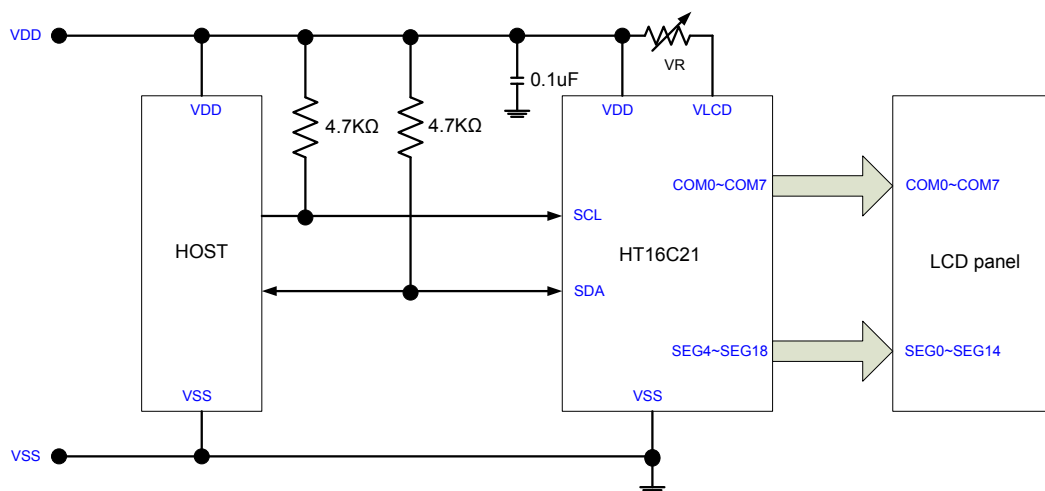 VDD
VR
0.1uF
VDD
VDD
VLCD
4.7KΩ
4.7KΩ
COM0~COM7
COM0~COM7
SCL
HOST
HT16C21
LCD panel
SDA
SEG4~SEG18
SEG0~SEG14
VSS
VSS
VSS